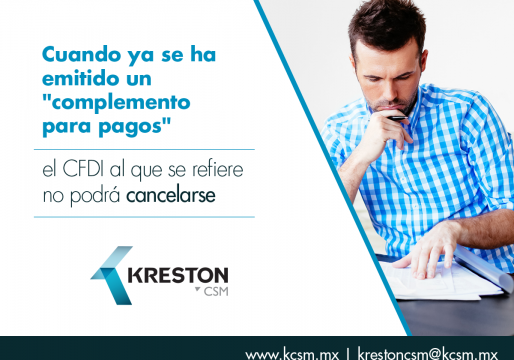 Cuando ya se ha
emitido un
"complemento
para pagos"
el CFDI al que se refiere
no podrá cancelarse
KRESTON
CSM
www.kcsm.mx | krestoncsm@kcsm.mx